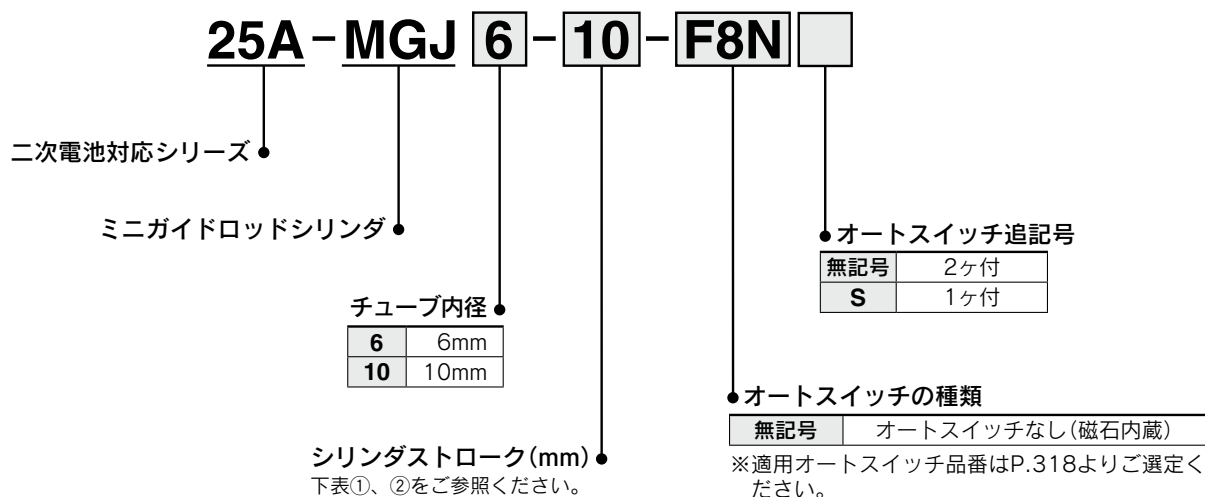 25A-MGJ 6-10-F8N
二次電池対応シリーズ
ミニガイドロッドシリンダ
オートスイッチ追記号
無記号 2ヶ付
S 1ヶ付
チューブ内径
6 6mm
10 10mm
オートスイッチの種類
無記号 オートスイッチなし(磁石内蔵)
※適用オートスイッチ品番はP.318よりご選定く
ださい。
シリンダストローク(mm)
下表①、②をご参照ください。